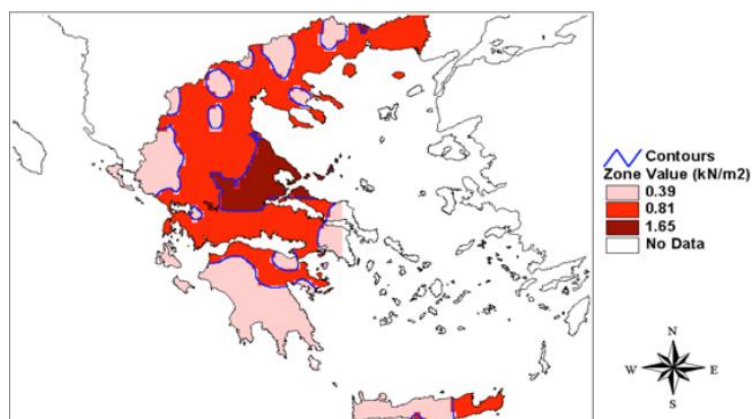 Contours
Zone Value (kN/m2)
0.39
0.81
1.65
No Data
N
W E
S